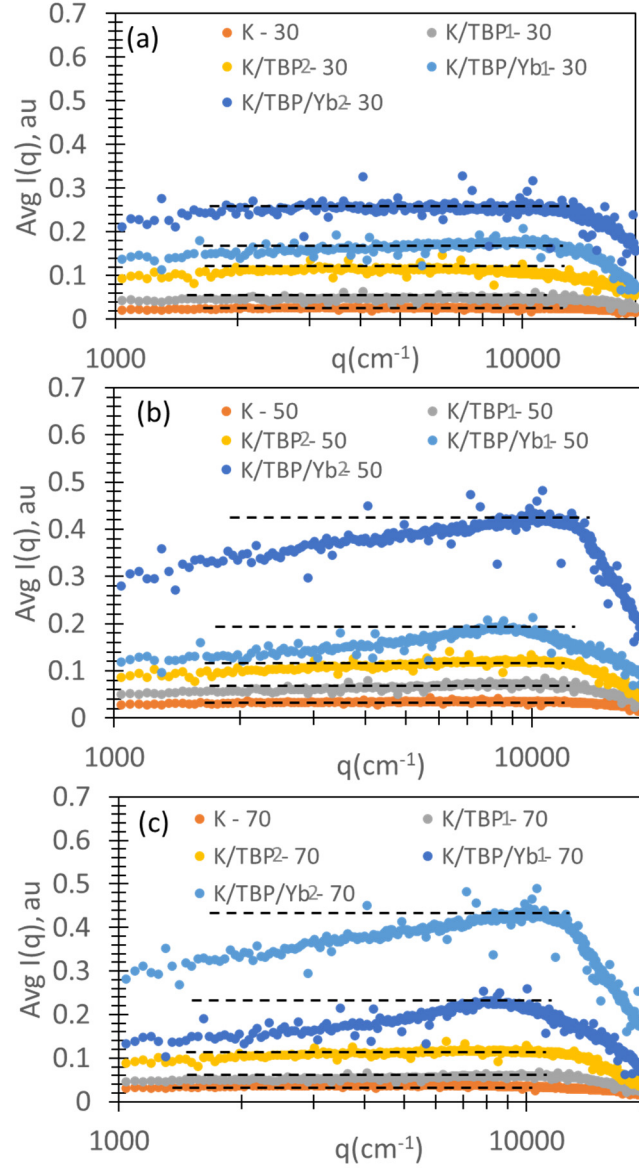 (a)
K - 30
K/TBP1- 30
K/TBP2- 30
K/TBP/Yb1- 30
K/TBP/Yb2- 30
Avg I(q), au
0.7
0.6
0.5
0.4
0.3
0.2
0.1
0
1000
q(cm-1)
10000
(b)
K - 50
K/TBP1- 50
K/TBP2- 50
K/TBP/Yb1- 50
K/TBP/Yb2- 50
Avg I(q), au
0.7
0.6
0.5
0.4
0.3
0.2
0.1
0
1000
q(cm-1)
10000
(c)
K - 70
K/TBP1- 70
K/TBP2- 70
K/TBP/Yb1- 70
K/TBP/Yb2- 70
Avg I(q), au
0.7
0.6
0.5
0.4
0.3
0.2
0.1
0
1000
q(cm-1)
10000